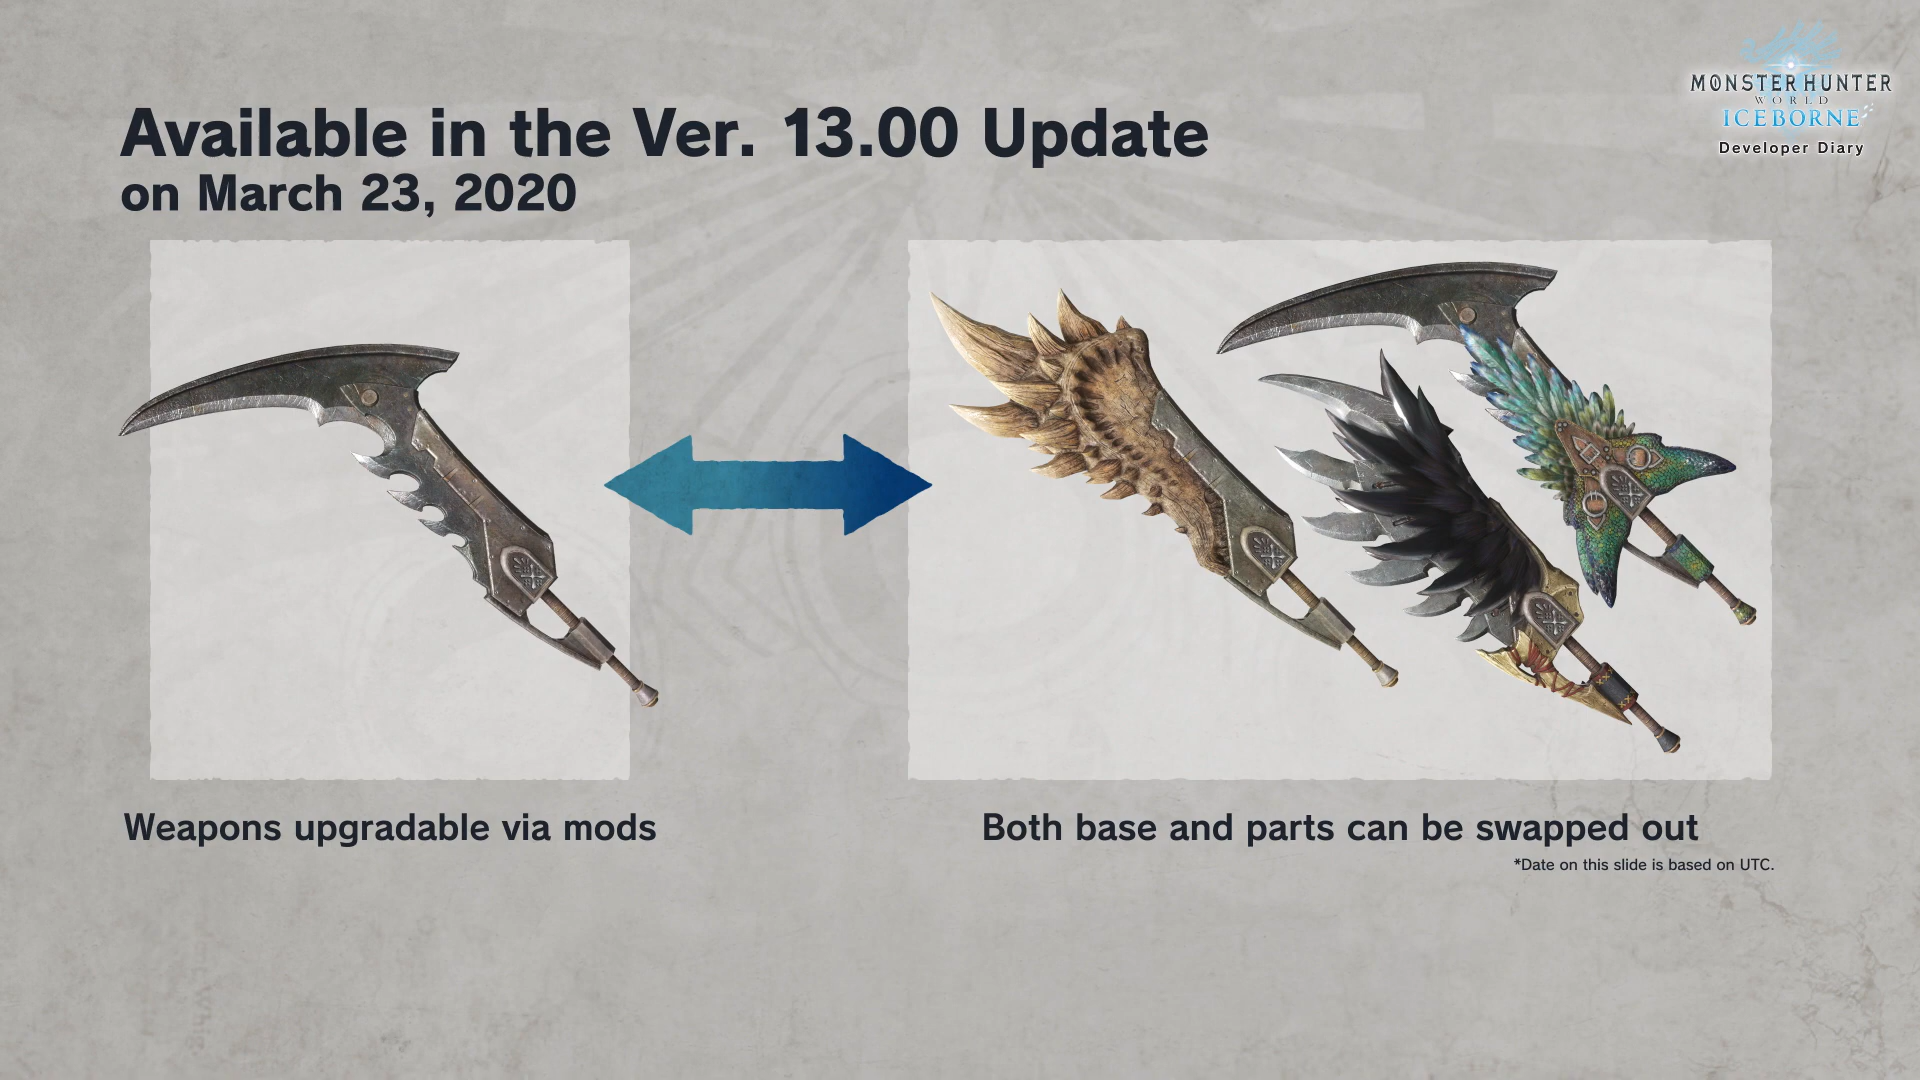 MONSTER HUNTER
WORLD
ICEBORNE
Developer Diary
Available in the Ver. 13.00 Update
on March 23, 2020
Weapons upgradable via mods
Both base and parts can be swapped out
*Date on this slide is based on UTC.